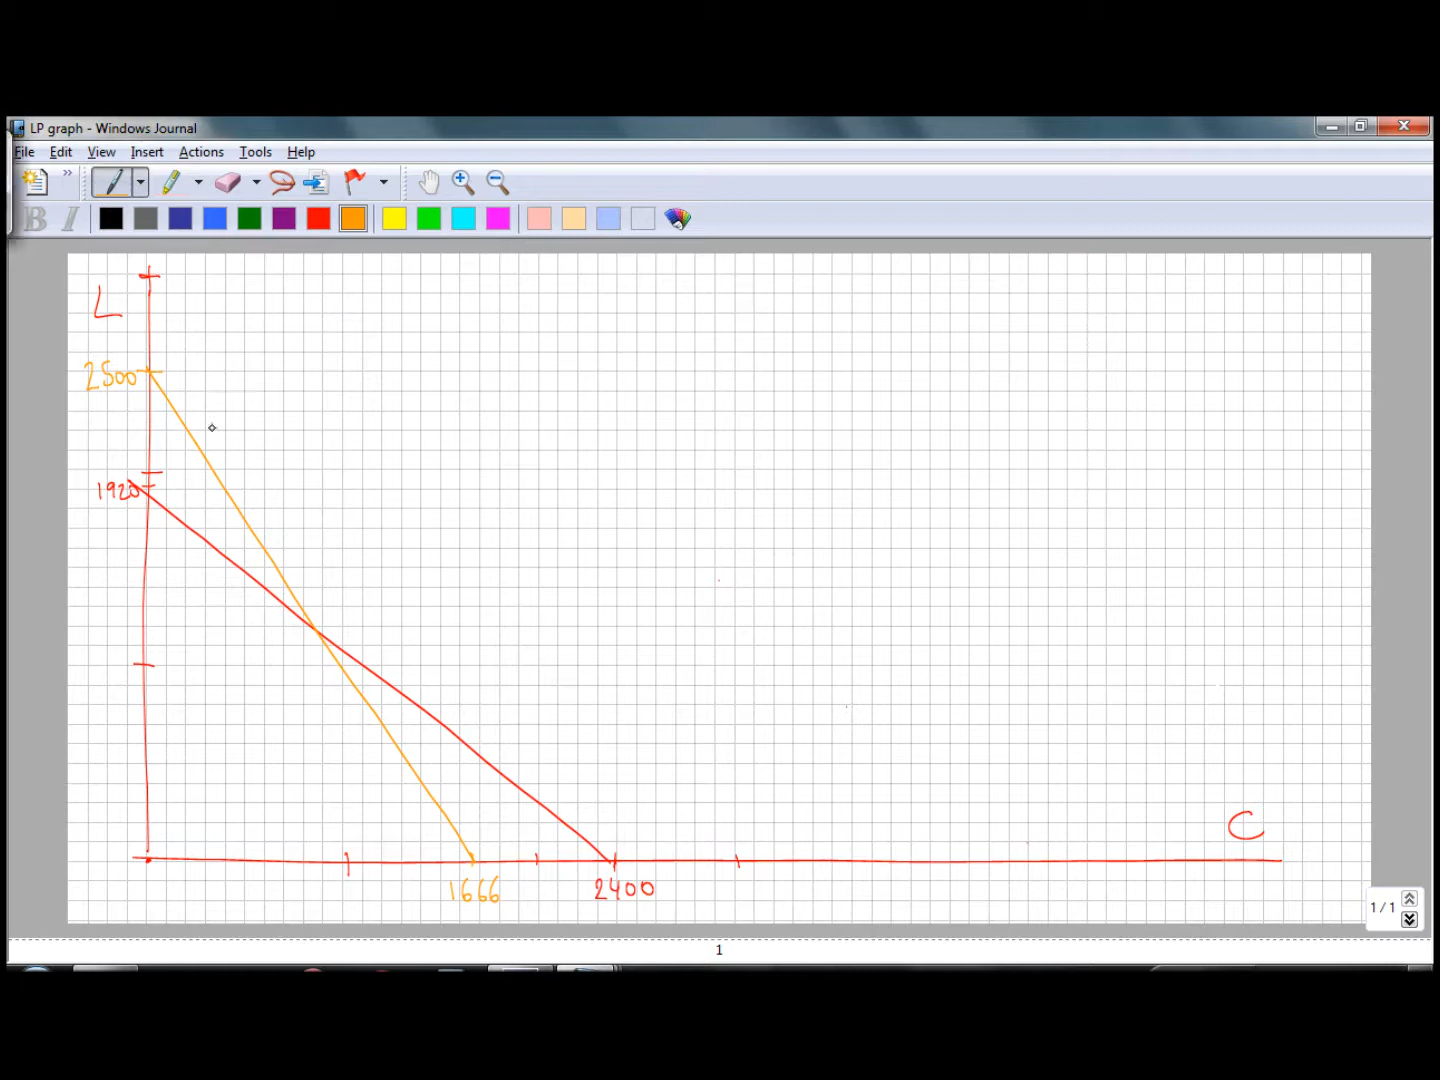 LP graph - Windows Journal
File Edit View Insert Actions Tools Help
B I
L
2500
1920
C
1666
2400
1 / 1
1